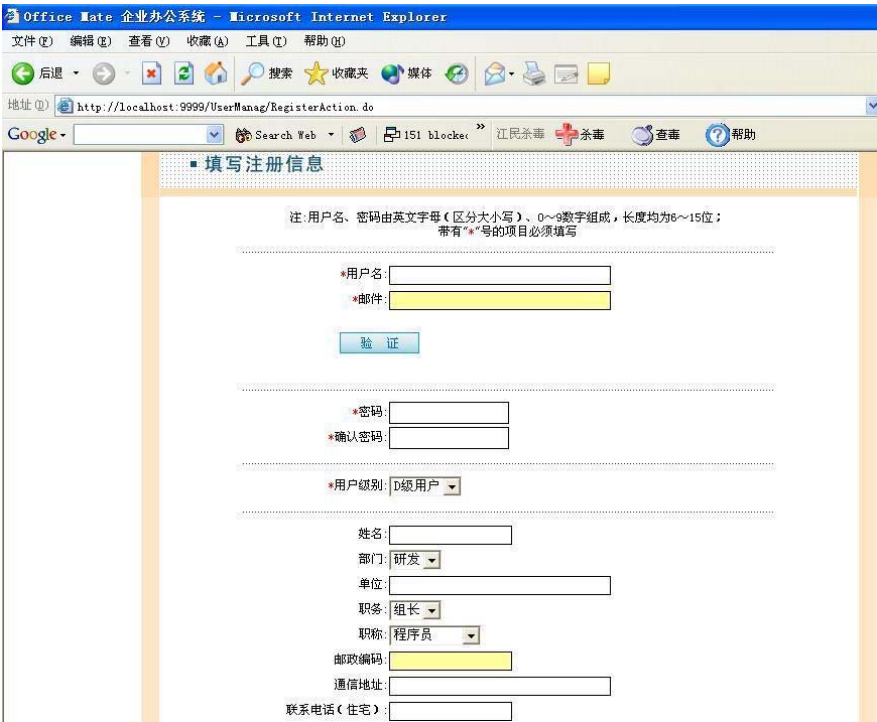 Office Mate 企业办公系统 - Microsoft Internet Explorer
文件(F) 编辑(E) 查看(V) 收藏(A) 工具(T) 帮助(H)
后退 搜索 收藏夹 媒体
地址(D) http://localhost:9999/UserManag/RegisterAction.do
Google Search Web 151 blocked » 江民杀毒 杀毒 查毒 帮助
填写注册信息
注:用户名、密码由英文字母(区分大小写)、0～9数字组成,长度均为6～15位;
带有"*"号的项目必须填写
*用户名:
*邮件:
验 证
*密码:
*确认密码:
*用户级别: D级用户
姓名:
部门: 研发
单位:
职务: 组长
职称: 程序员
邮政编码:
通信地址:
联系电话(住宅):